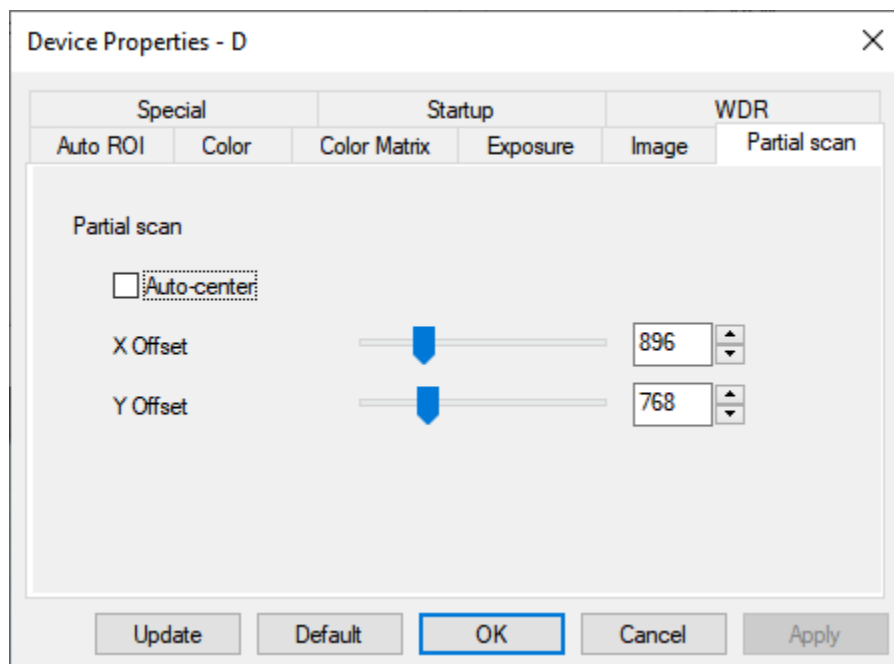 Device Properties - D
Special Startup WDR
Auto ROI Color Color Matrix Exposure Image Partial scan
Partial scan
Auto-center
X Offset 896
Y Offset 768
Update Default OK Cancel Apply